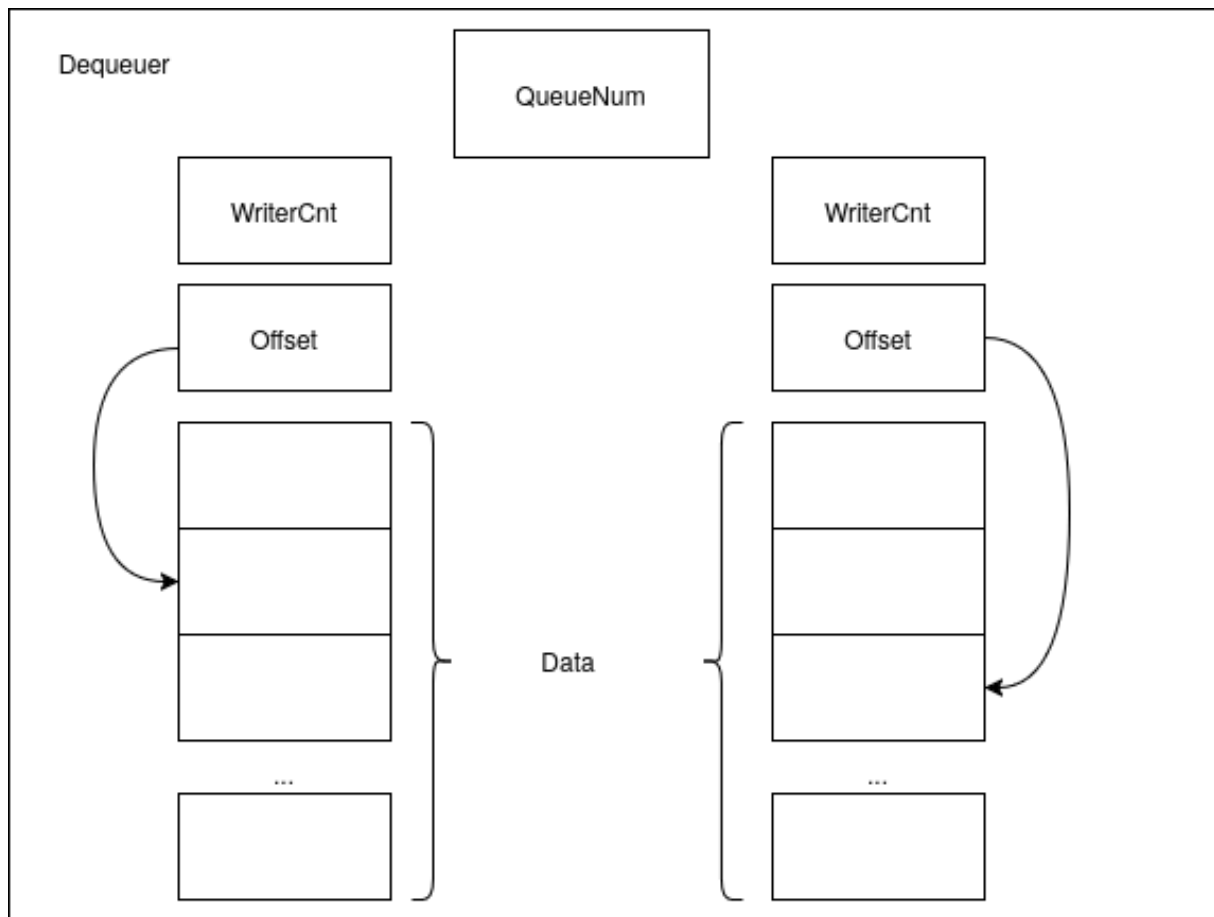 Dequeuer
QueueNum
WriterCnt
WriterCnt
Offset
Offset
Data
...
...